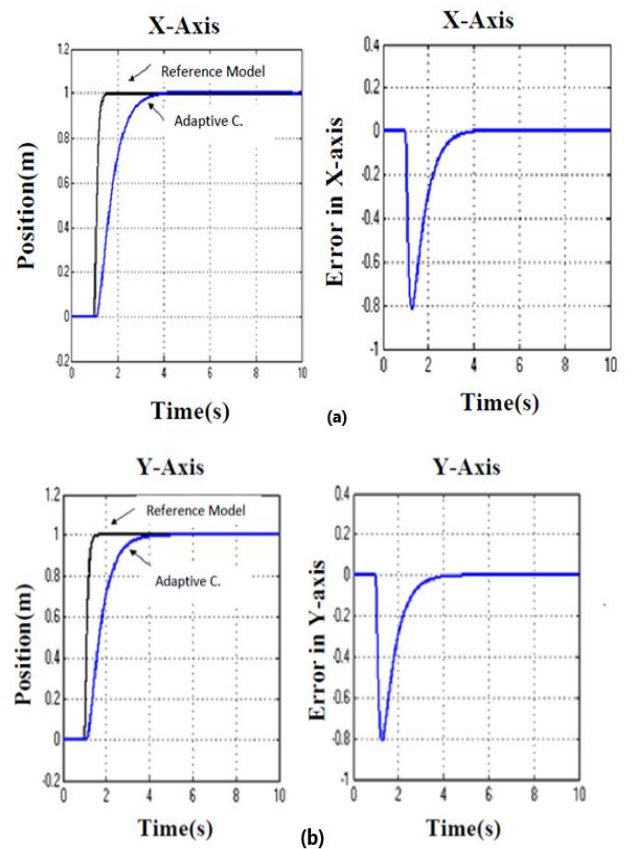 X-Axis
1.2
Reference Model
1
Adaptive C.
0.8
0.6
0.4
0.2
0
-0.2
0 2 4 6 8 10
Position(m)
Time(s)
X-Axis
0.4
0.2
0
-0.2
-0.4
-0.6
-0.8
-1
0 2 4 6 8 10
Error in X-axis
Time(s)
(a)
Y-Axis
1.2
Reference Model
1
0.8
Adaptive C.
0.6
0.4
0.2
0
-0.2
0 2 4 6 8 10
Position(m)
Time(s)
Y-Axis
0.4
0.2
0
-0.2
-0.4
-0.6
-0.8
-1
0 2 4 6 8 10
Error in Y-axis
Time(s)
(b)